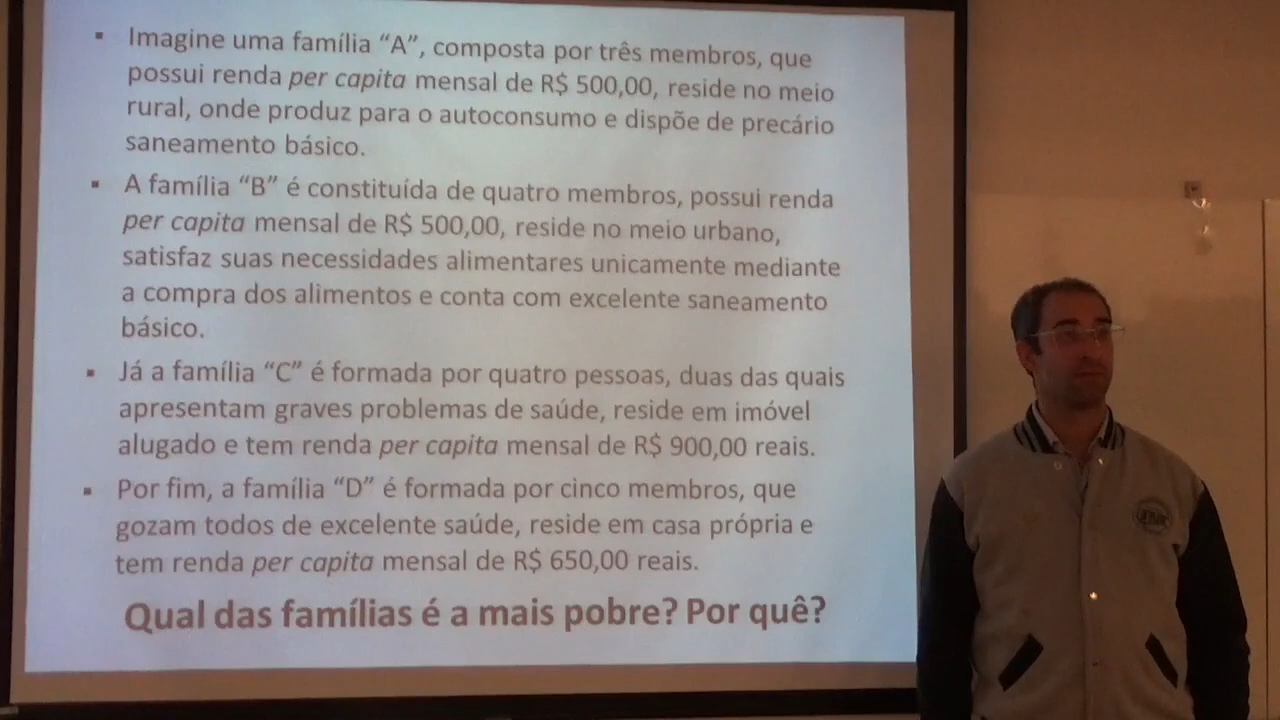 Imagine uma família “A”, composta por três membros, que
possui renda per capita mensal de R$ 500,00, reside no meio
rural, onde produz para o autoconsumo e dispõe de precário
saneamento básico.
A família “B” é constituída de quatro membros, possui renda
per capita mensal de R$ 500,00, reside no meio urbano,
satisfaz suas necessidades alimentares unicamente mediante
a compra dos alimentos e conta com excelente saneamento
básico.
Já a família “C” é formada por quatro pessoas, duas das quais
apresentam graves problemas de saúde, reside em imóvel
alugado e tem renda per capita mensal de R$ 900,00 reais.
Por fim, a família “D” é formada por cinco membros, que
gozam todos de excelente saúde, reside em casa própria e
tem renda per capita mensal de R$ 650,00 reais.
Qual das famílias é a mais pobre? Por quê?